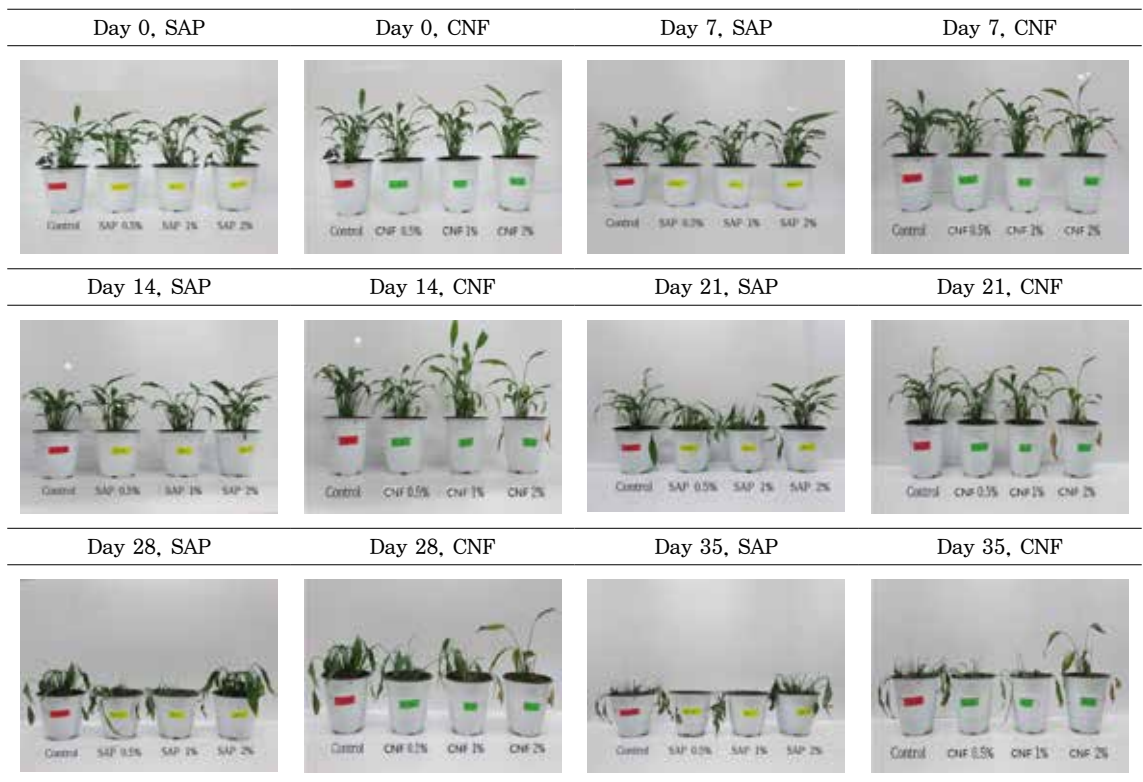 Day 0, SAP
Day 0, CNF
Day 7, SAP
Day 7, CNF
Control SAP 0.5% SAP 1% SAP 2%
Control CNF 0.5% CNF 1% CNF 2%
Control SAP 0.5% SAP 1% SAP 2%
Control CNF 0.5% CNF 1% CNF 2%
Day 14, SAP
Day 14, CNF
Day 21, SAP
Day 21, CNF
Control SAP 0.5% SAP 1% SAP 2%
Control CNF 0.5% CNF 1% CNF 2%
Control SAP 0.5% SAP 1% SAP 2%
Control CNF 0.5% CNF 1% CNF 2%
Day 28, SAP
Day 28, CNF
Day 35, SAP
Day 35, CNF
Control SAP 0.5% SAP 1% SAP 2%
Control CNF 0.5% CNF 1% CNF 2%
Control SAP 0.5% SAP 1% SAP 2%
Control CNF 0.5% CNF 1% CNF 2%